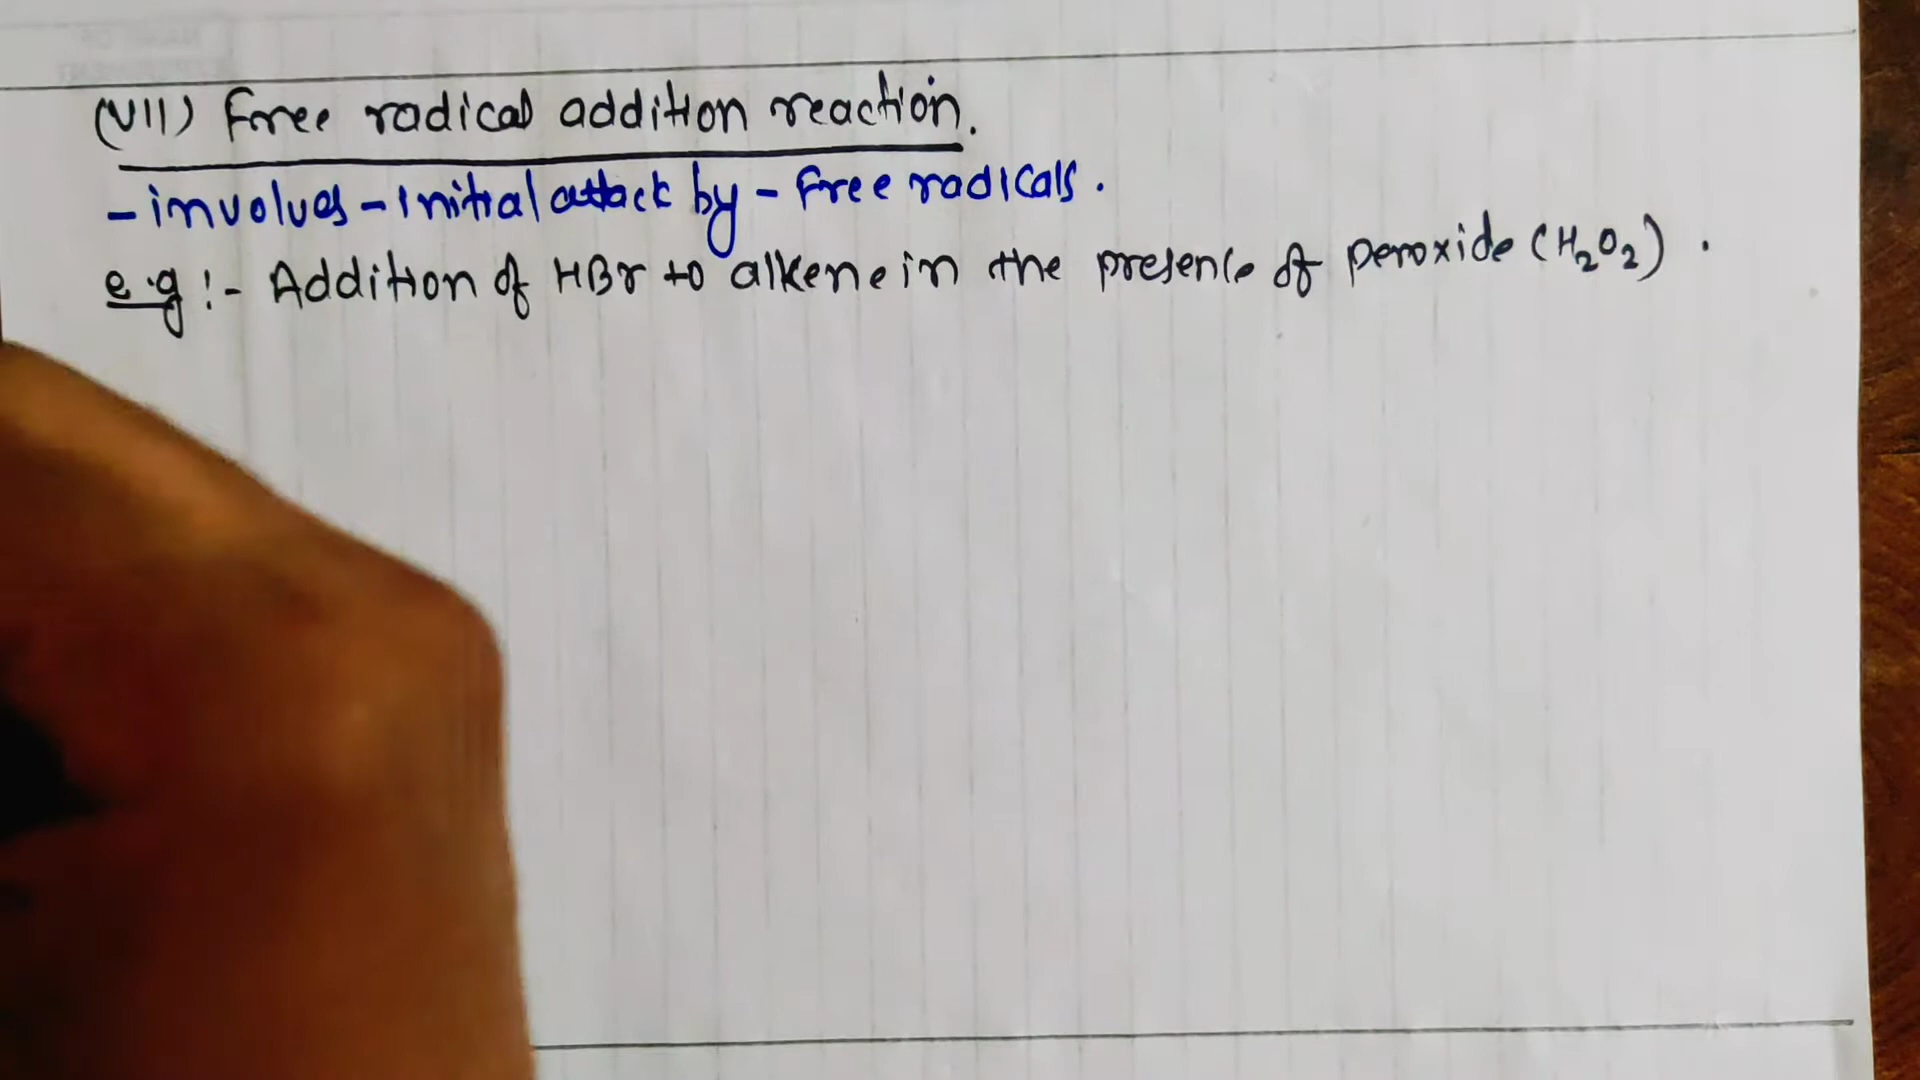 (VII) Free radical addition reaction.
- involves - Initial attack by - Free radicals.
e.g :- Addition of HBr to alkene in the presence of peroxide (H₂O₂) .